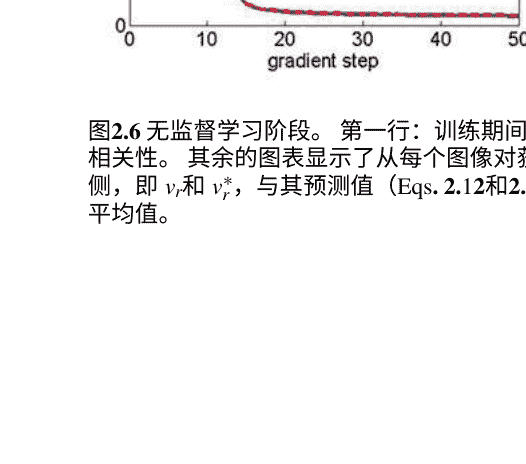 0
0 10 20 30 40 50
gradient step
图2.6 无监督学习阶段。 第一行：训练期间
相关性。 其余的图表显示了从每个图像对获
侧，即 vr和 v*r，与其预测值（Eqs. 2.12和2.
平均值。